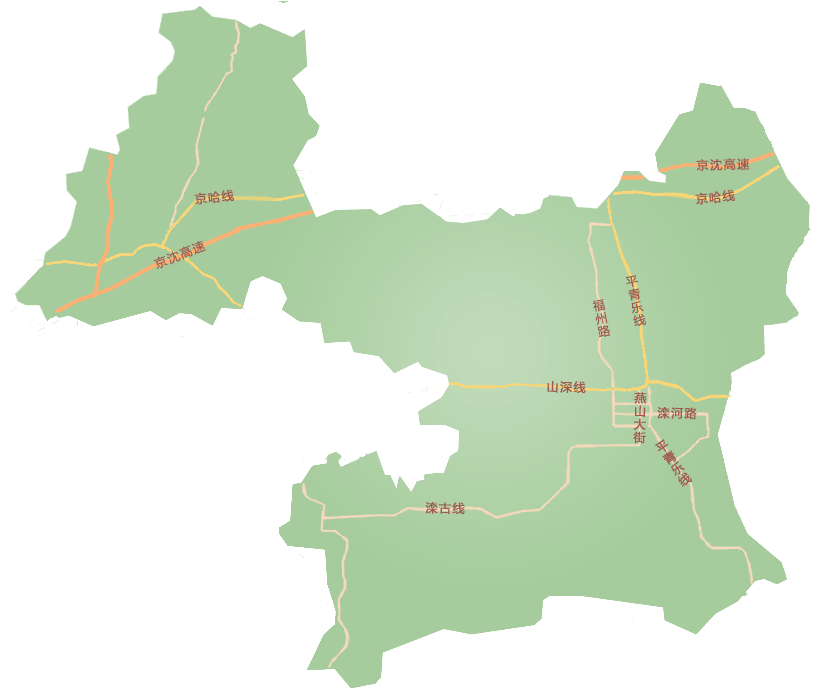 京沈高速
京哈线
京哈线
京沈高速
平青乐线
福州路
山深线
燕山大街
滦河路
平青乐线
滦古线